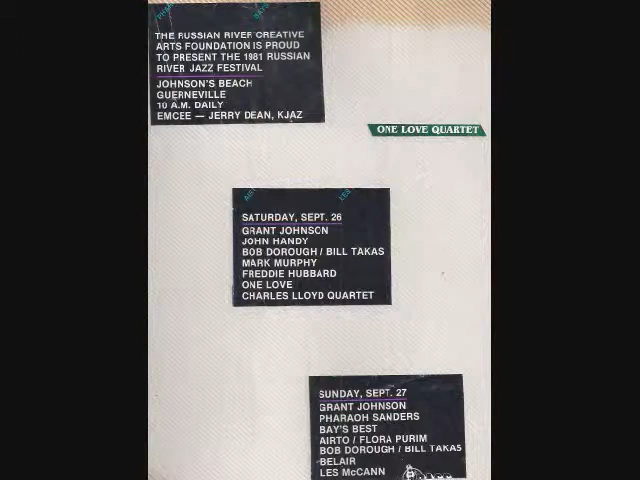 THE RUSSIAN RIVER CREATIVE
ARTS FOUNDATION IS PROUD
TO PRESENT THE 1981 RUSSIAN
RIVER JAZZ FESTIVAL
JOHNSON'S BEACH
GUERNEVILLE
10 A.M. DAILY
EMCEE — JERRY DEAN, KJAZ
ONE LOVE QUARTET
SATURDAY, SEPT. 26
GRANT JOHNSON
JOHN HANDY
BOB DOROUGH / BILL TAKAS
MARK MURPHY
FREDDIE HUBBARD
ONE LOVE
CHARLES LLOYD QUARTET
SUNDAY, SEPT. 27
GRANT JOHNSON
PHARAOH SANDERS
BAY'S BEST
AIRTO / FLORA PURIM
BOB DOROUGH / BILL TAKAS
BELAIR
LES McCANN